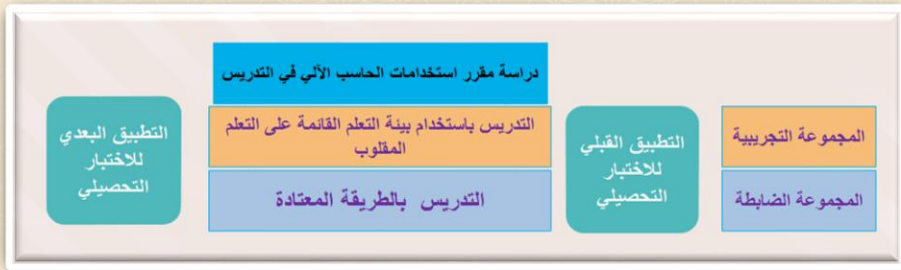 المجموعة التجريبية
المجموعة الضابطة
التطبيق القبلي
للاختبار
التحصيلي
دراسة مقرر استخدامات الحاسب الآلي في التدريس
التدريس باستخدام بيئة التعلم القائمة على التعلم
المقلوب
التدريس بالطريقة المعتادة
التطبيق البعدي
للاختبار
التحصيلي